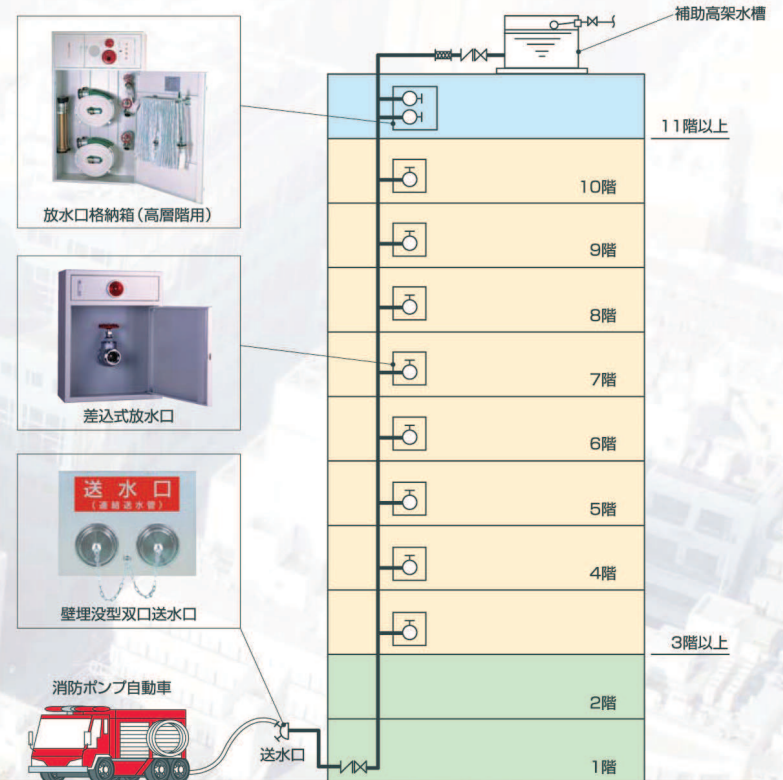 補助高架水槽
11階以上
放水口格納箱(高層階用)
10階
9階
8階
差込式放水口
7階
6階
送水口
(連結送水管)
5階
壁埋没型双口送水口
4階
3階以上
消防ポンプ自動車
2階
送水口
1階